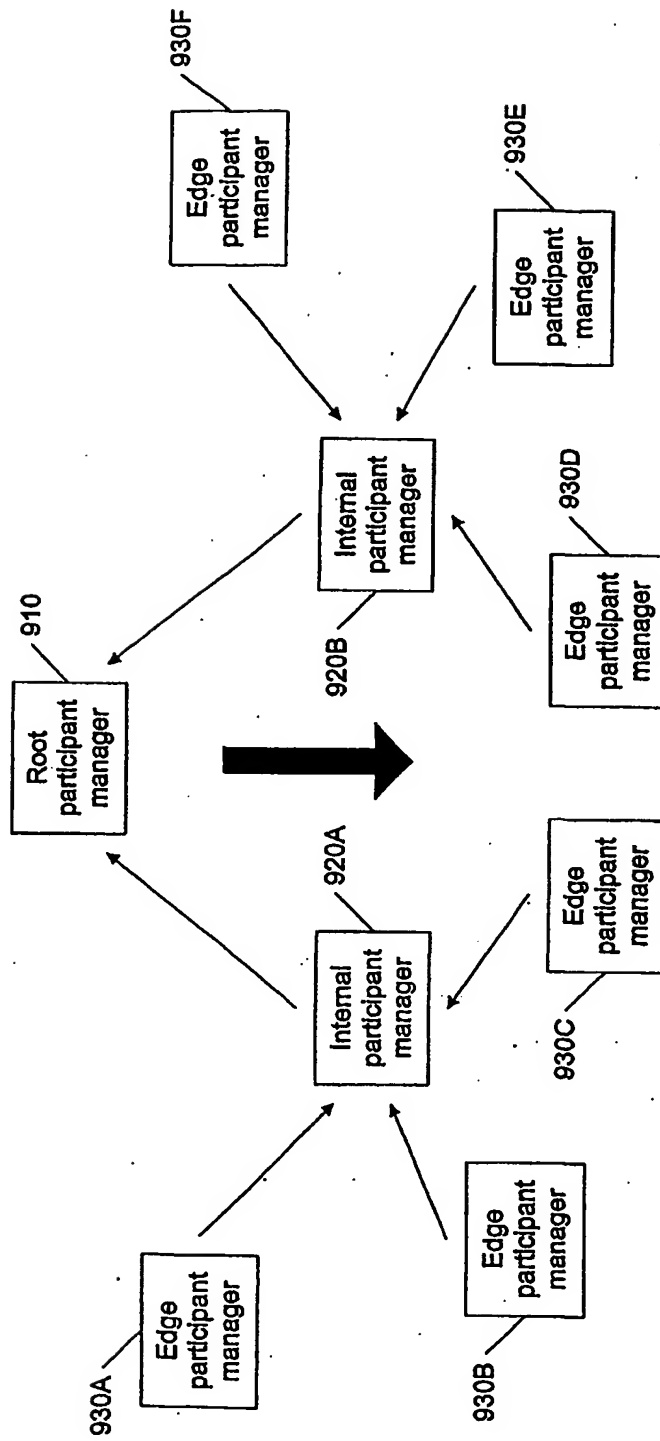 910
Root
participant
manager
920A
Internal
participant
manager
920B
Internal
participant
manager
930A
Edge
participant
manager
930B
Edge
participant
manager
930C
Edge
participant
manager
930D
Edge
participant
manager
930E
Edge
participant
manager
930F
Edge
participant
manager